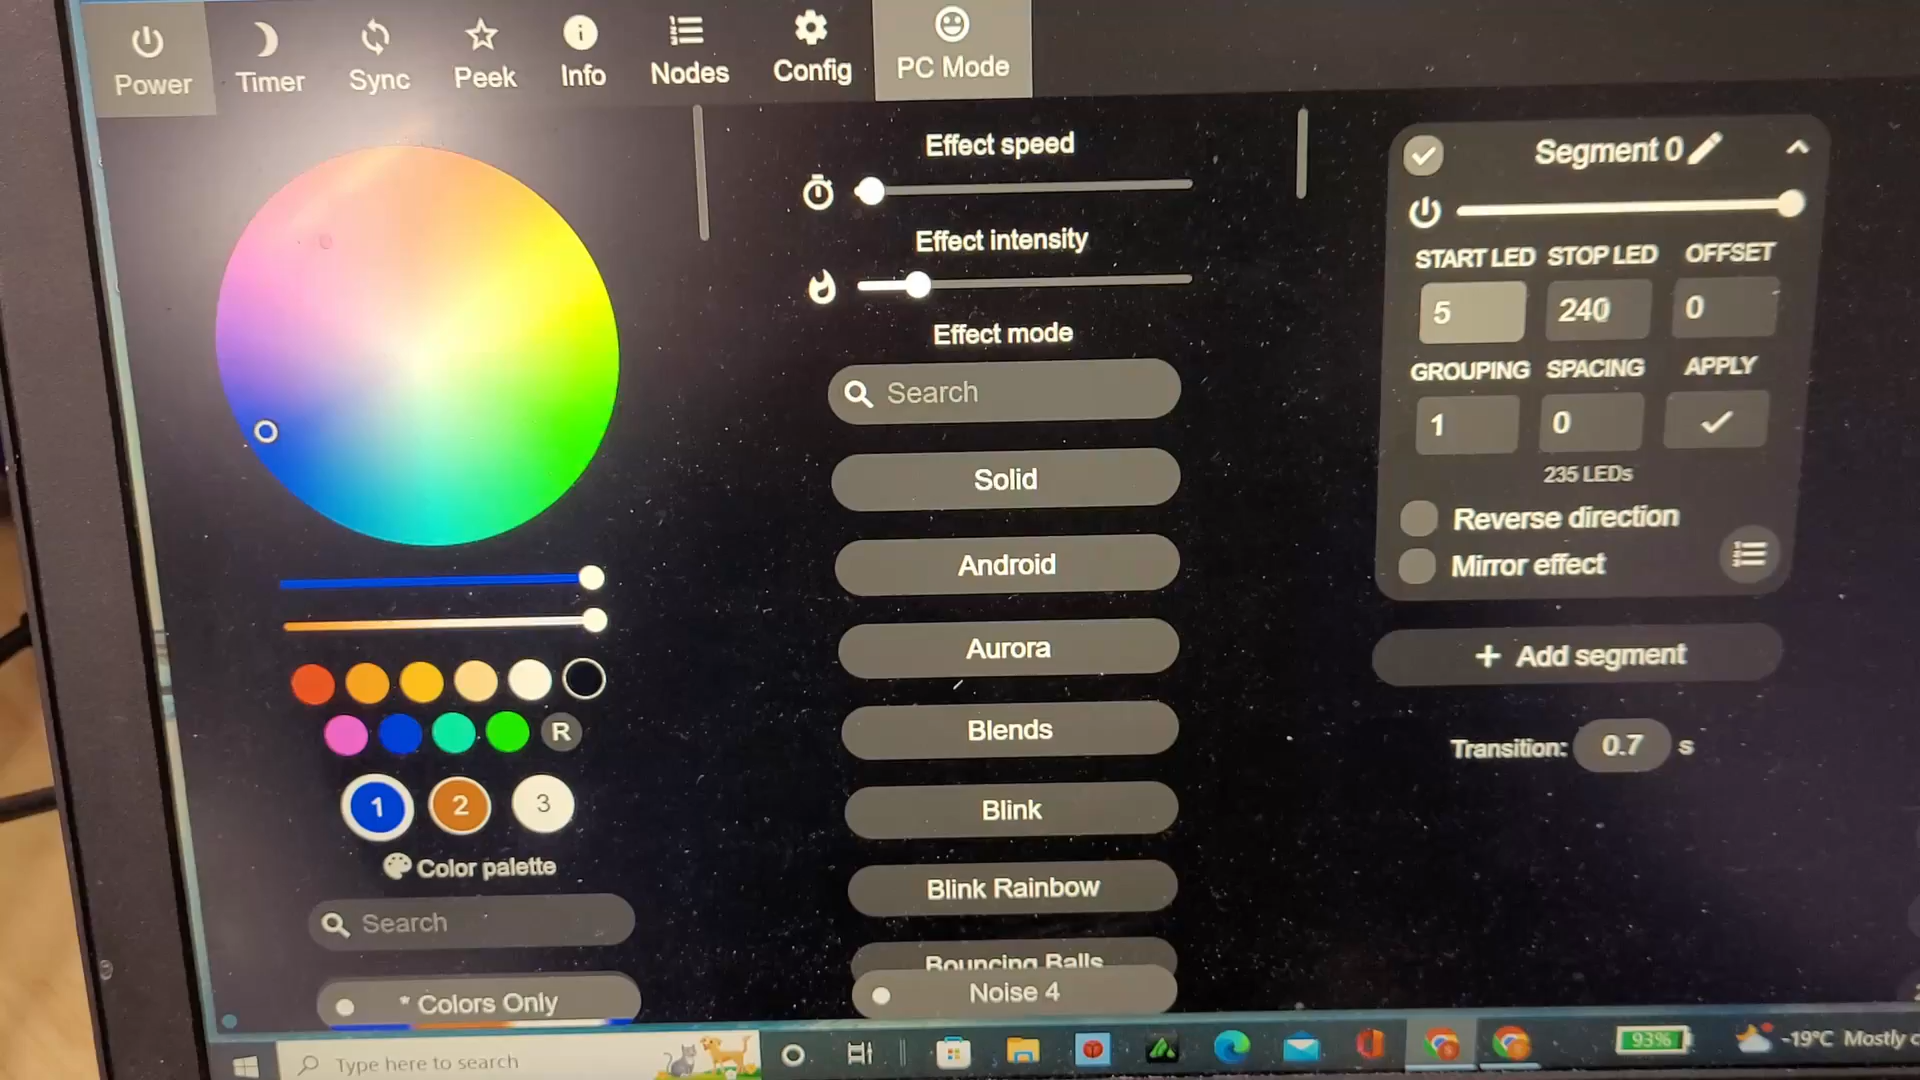 Power
Timer
Sync
Peek
Info
Nodes
Config
PC Mode
Effect speed
Effect intensity
Effect mode
Search
Solid
Android
Aurora
Blends
Blink
Blink Rainbow
Bouncing Balls
Noise 4
Segment 0
START LED STOP LED OFFSET
5 240 0
GROUPING SPACING APPLY
1 0
235 LEDs
Reverse direction
Mirror effect
+ Add segment
Transition: 0.7 s
R
1 2 3
Color palette
Search
* Colors Only
Type here to search
93%
-19°C Mostly